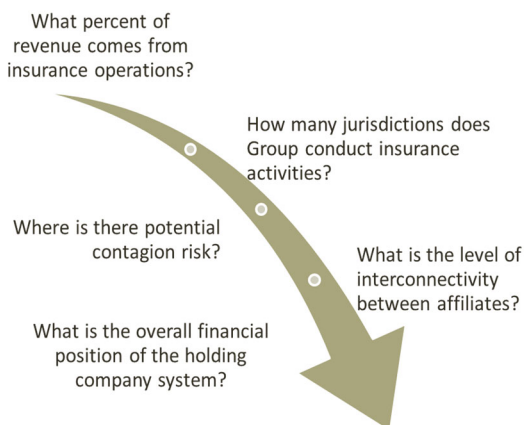 What percent of
revenue comes from
insurance operations?
How many jurisdictions does
Group conduct insurance
activities?
Where is there potential
contagion risk?
What is the level of
interconnectivity
between affiliates?
What is the overall financial
position of the holding
company system?